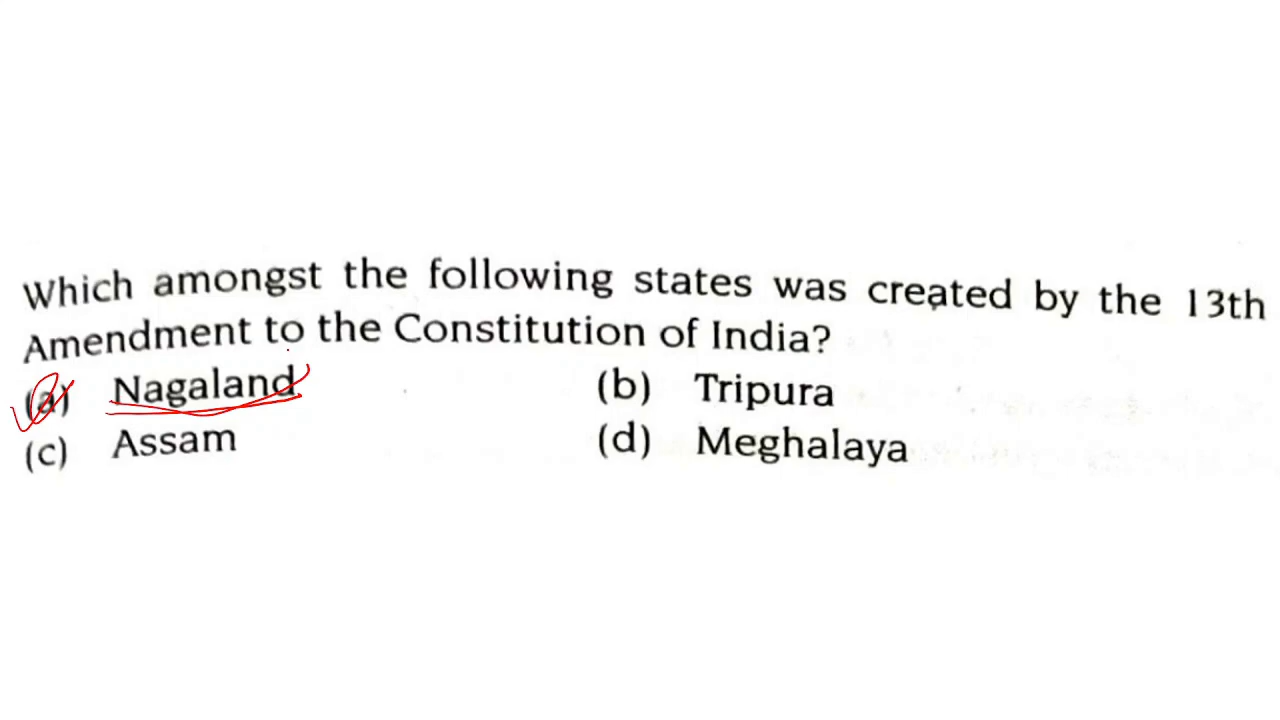 Which amongst the following states was created by the 13th
Amendment to the Constitution of India?
(a) Nagaland (b) Tripura
(c) Assam (d) Meghalaya